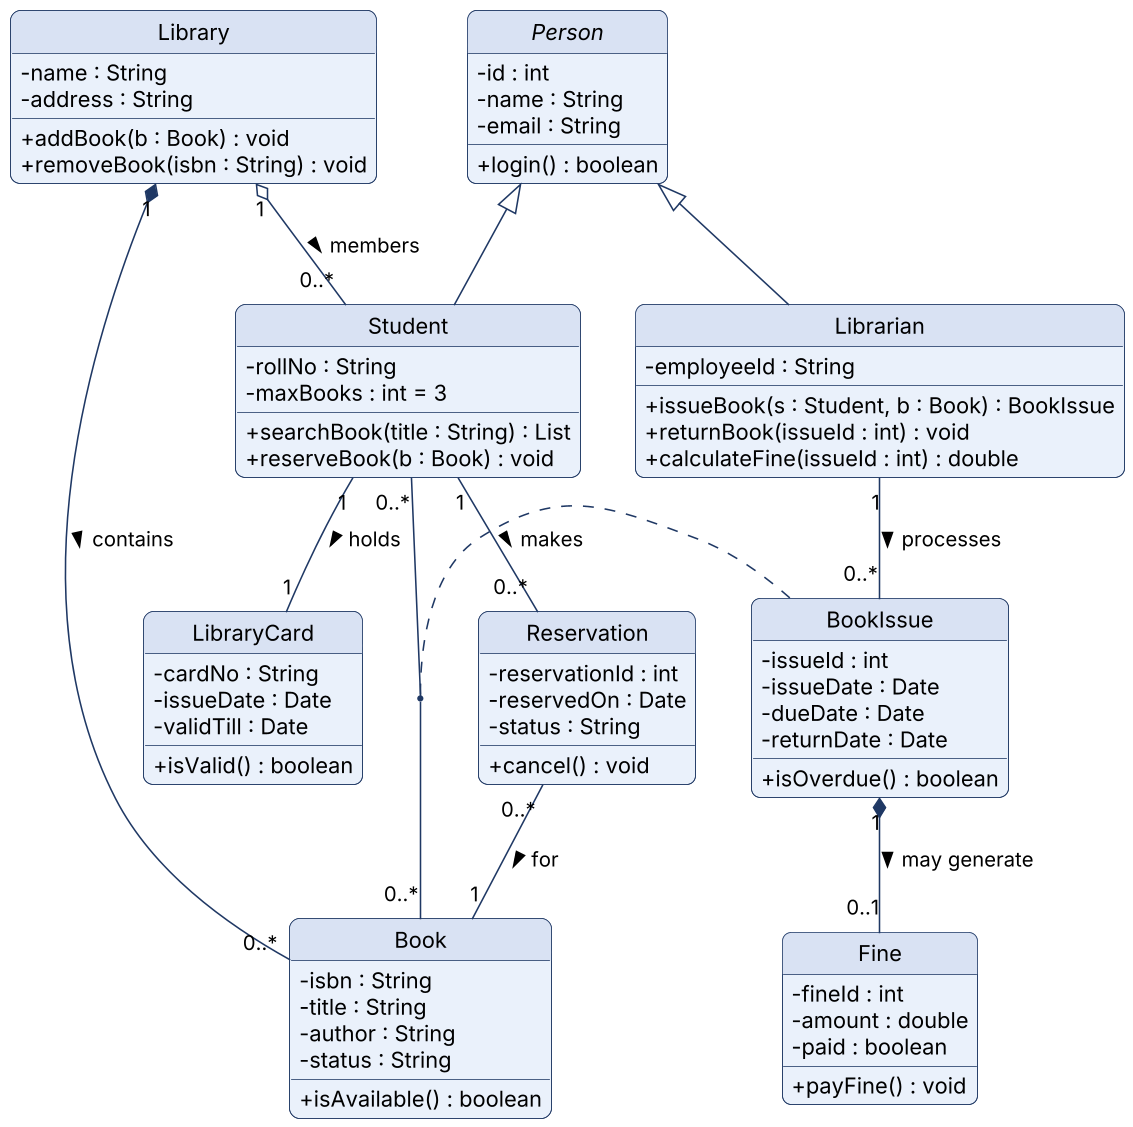 Library
-name : String
-address : String
+addBook(b : Book) : void
+removeBook(isbn : String) : void
Person
-id : int
-name : String
-email : String
+login() : boolean
1
1
members
0..*
Student
-rollNo : String
-maxBooks : int = 3
+searchBook(title : String) : List
+reserveBook(b : Book) : void
Librarian
-employeeId : String
+issueBook(s : Student, b : Book) : BookIssue
+returnBook(issueId : int) : void
+calculateFine(issueId : int) : double
1
0..*
1
1
contains
holds
makes
processes
1
0..*
0..*
LibraryCard
-cardNo : String
-issueDate : Date
-validTill : Date
+isValid() : boolean
Reservation
-reservationId : int
-reservedOn : Date
-status : String
+cancel() : void
BookIssue
-issueId : int
-issueDate : Date
-dueDate : Date
-returnDate : Date
+isOverdue() : boolean
0..*
1
for
may generate
0..*
1
0..1
0..*
Book
-isbn : String
-title : String
-author : String
-status : String
+isAvailable() : boolean
Fine
-fineId : int
-amount : double
-paid : boolean
+payFine() : void